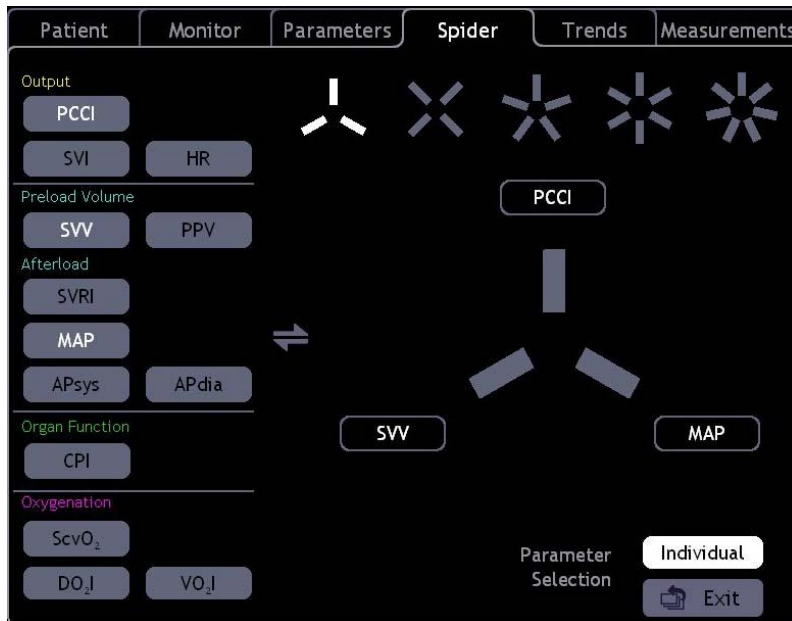 Patient Monitor Parameters Spider Trends Measurements
Output
PCCI
SVI HR
Preload Volume
SVV PPV
Afterload
SVRI
MAP
APsys APdia
Organ Function
CPI
Oxygenation
ScvO₂
DO₂I VO₂I
PCCI
SVV MAP
Parameter
Selection
Individual
Exit